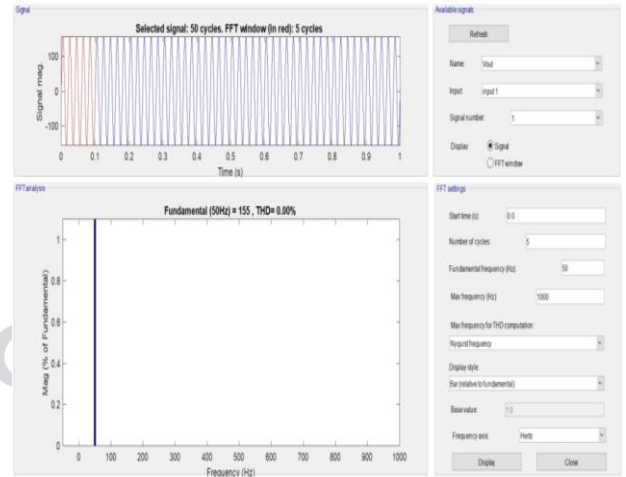 Signal
Selected signal: 50 cycles. FFT window (in red): 5 cycles
Signal mag.
100
0
-100
0 0.1 0.2 0.3 0.4 0.5 0.6 0.7 0.8 0.9 1
Time (s)
Available signals
Refresh
Name: Vout
Input: input 1
Signal number: 1
Display: Signal
FFT window
FFT analysis
Fundamental (50Hz) = 155 , THD= 0.00%
Mag (% of Fundamental)
1
0.8
0.6
0.4
0.2
0
0 100 200 300 400 500 600 700 800 900 1000
Frequency (Hz)
FFT settings
Start time (s): 0.0
Number of cycles: 5
Fundamental frequency (Hz): 50
Max frequency (Hz): 1000
Max frequency for THD computation:
Nyquist frequency
Display style:
Bar (relative to fundamental)
Base value: 1.0
Frequency axis: Hertz
Display Close